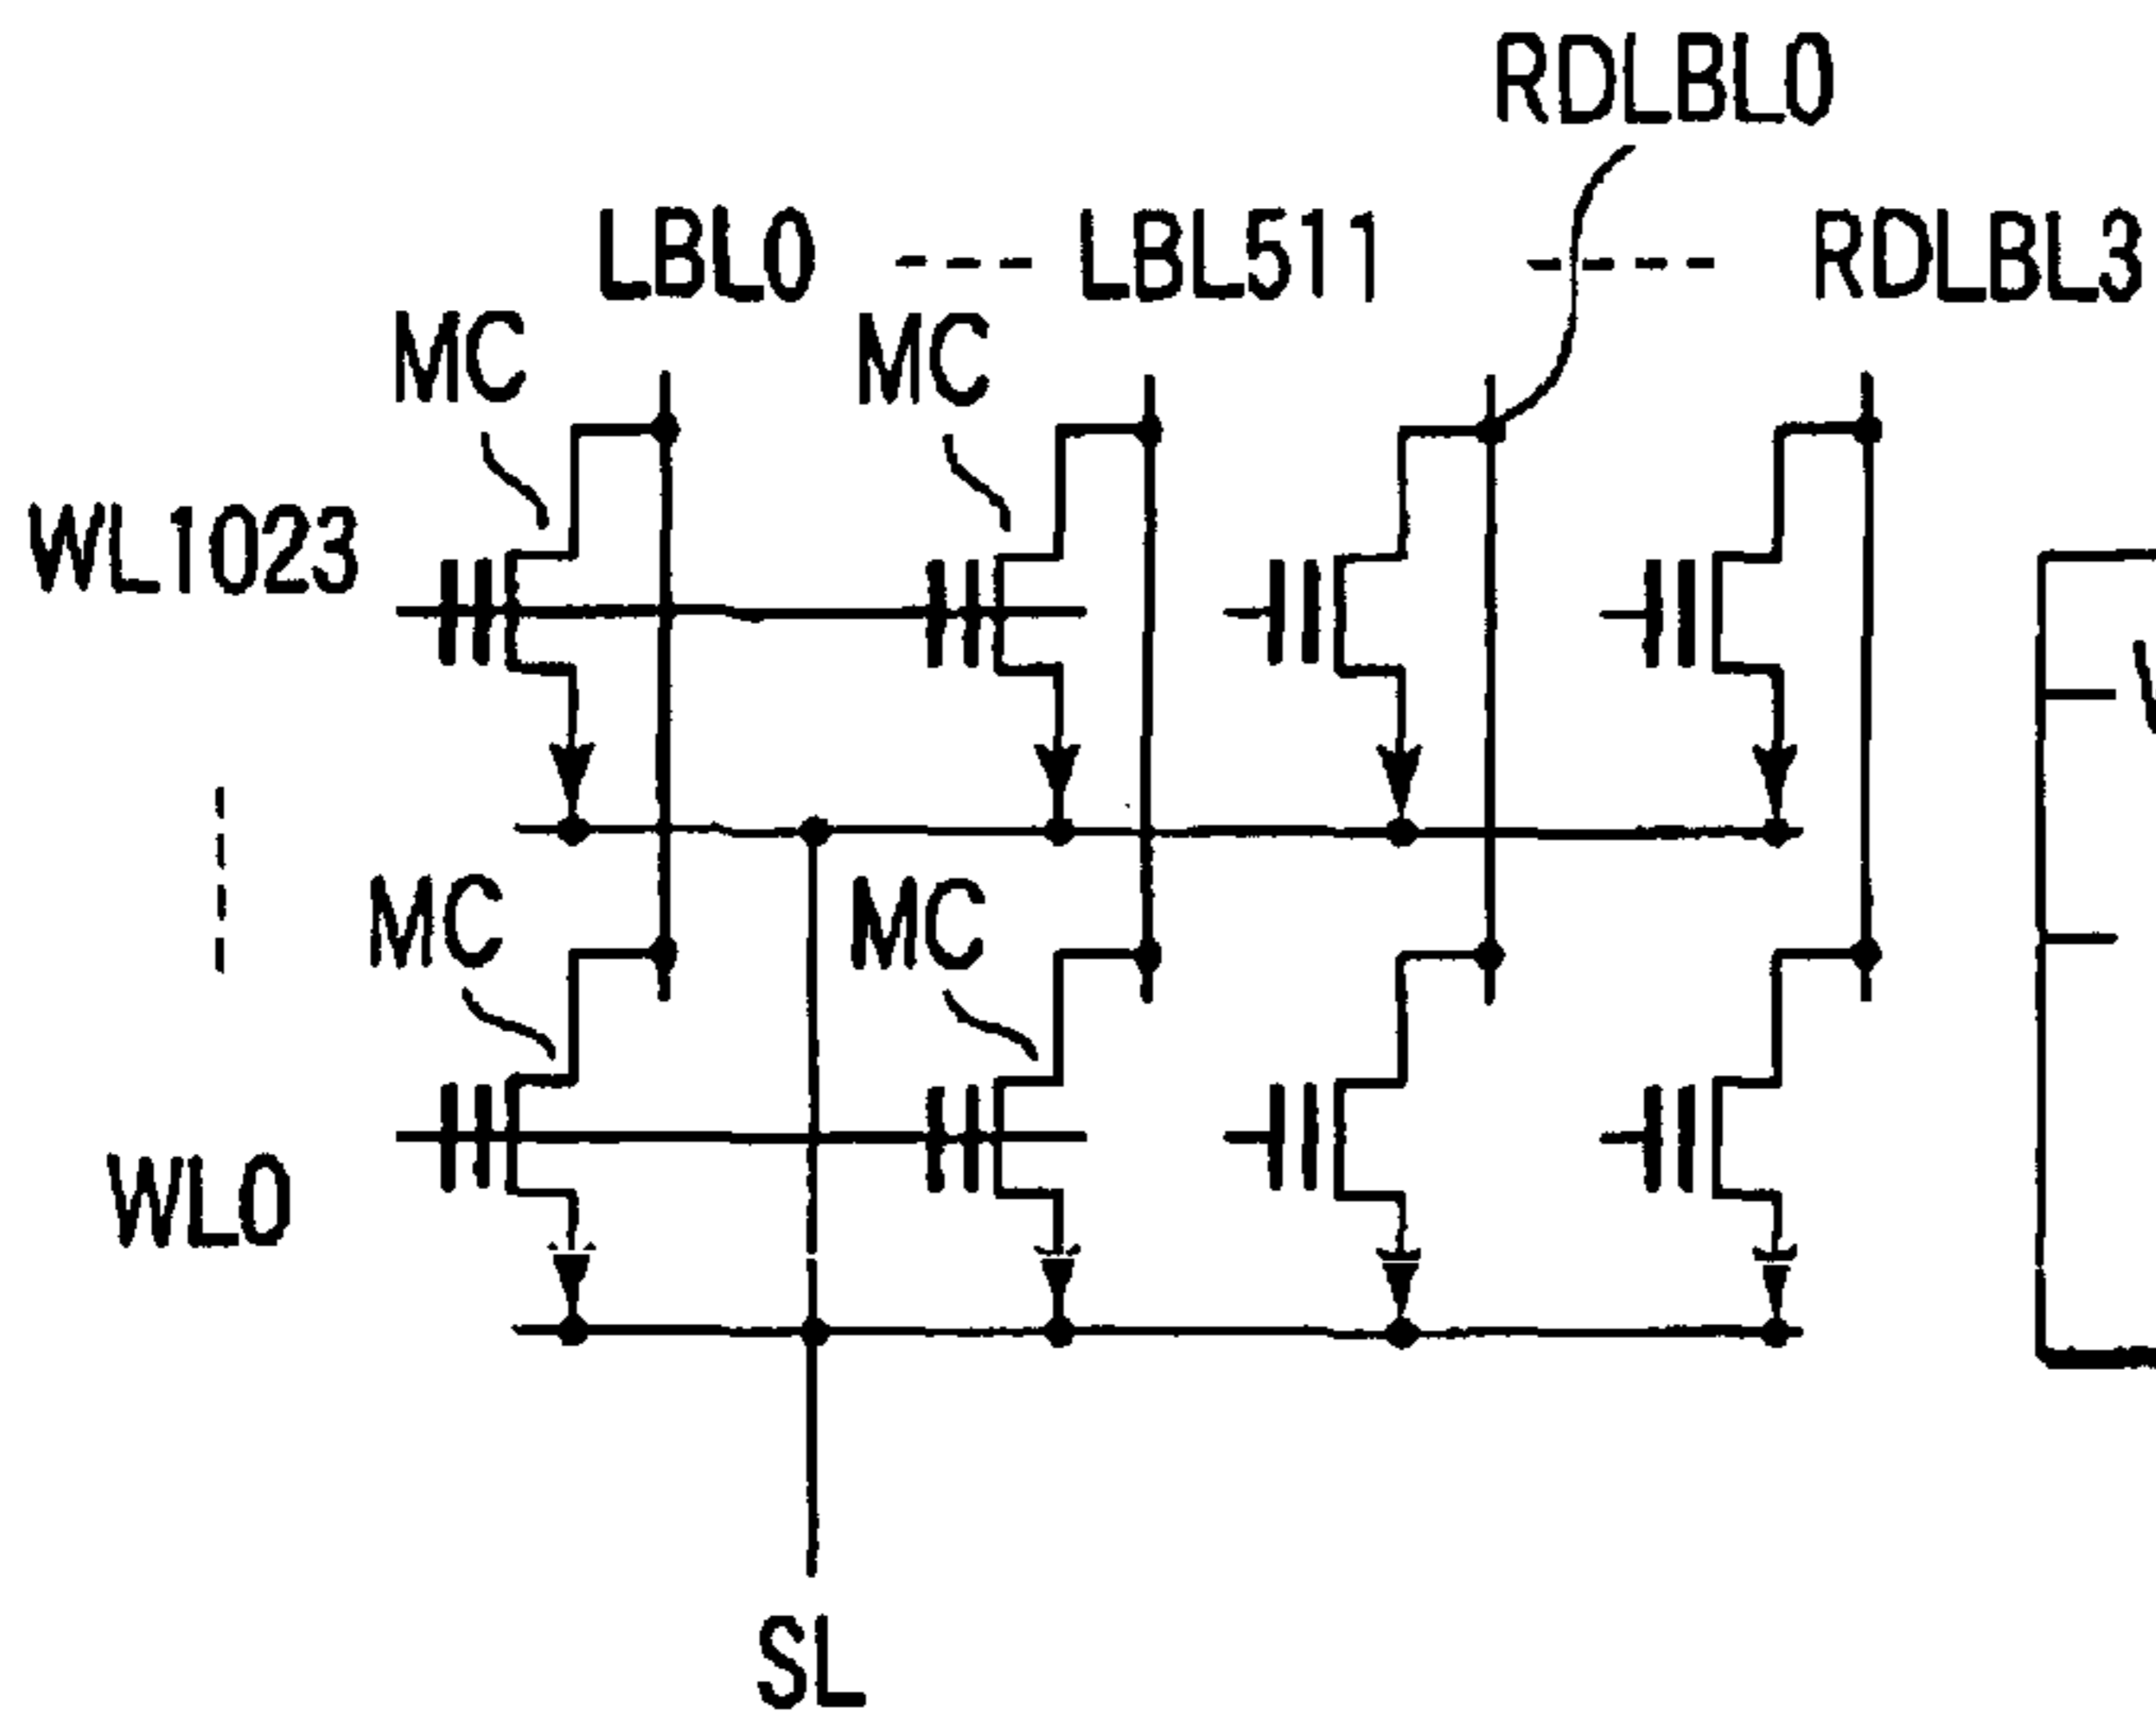 RDLBL0
LBL0 --- LBL511 ---- RDLBL3
MC MC
WL1023
MC MC
WL0
SL